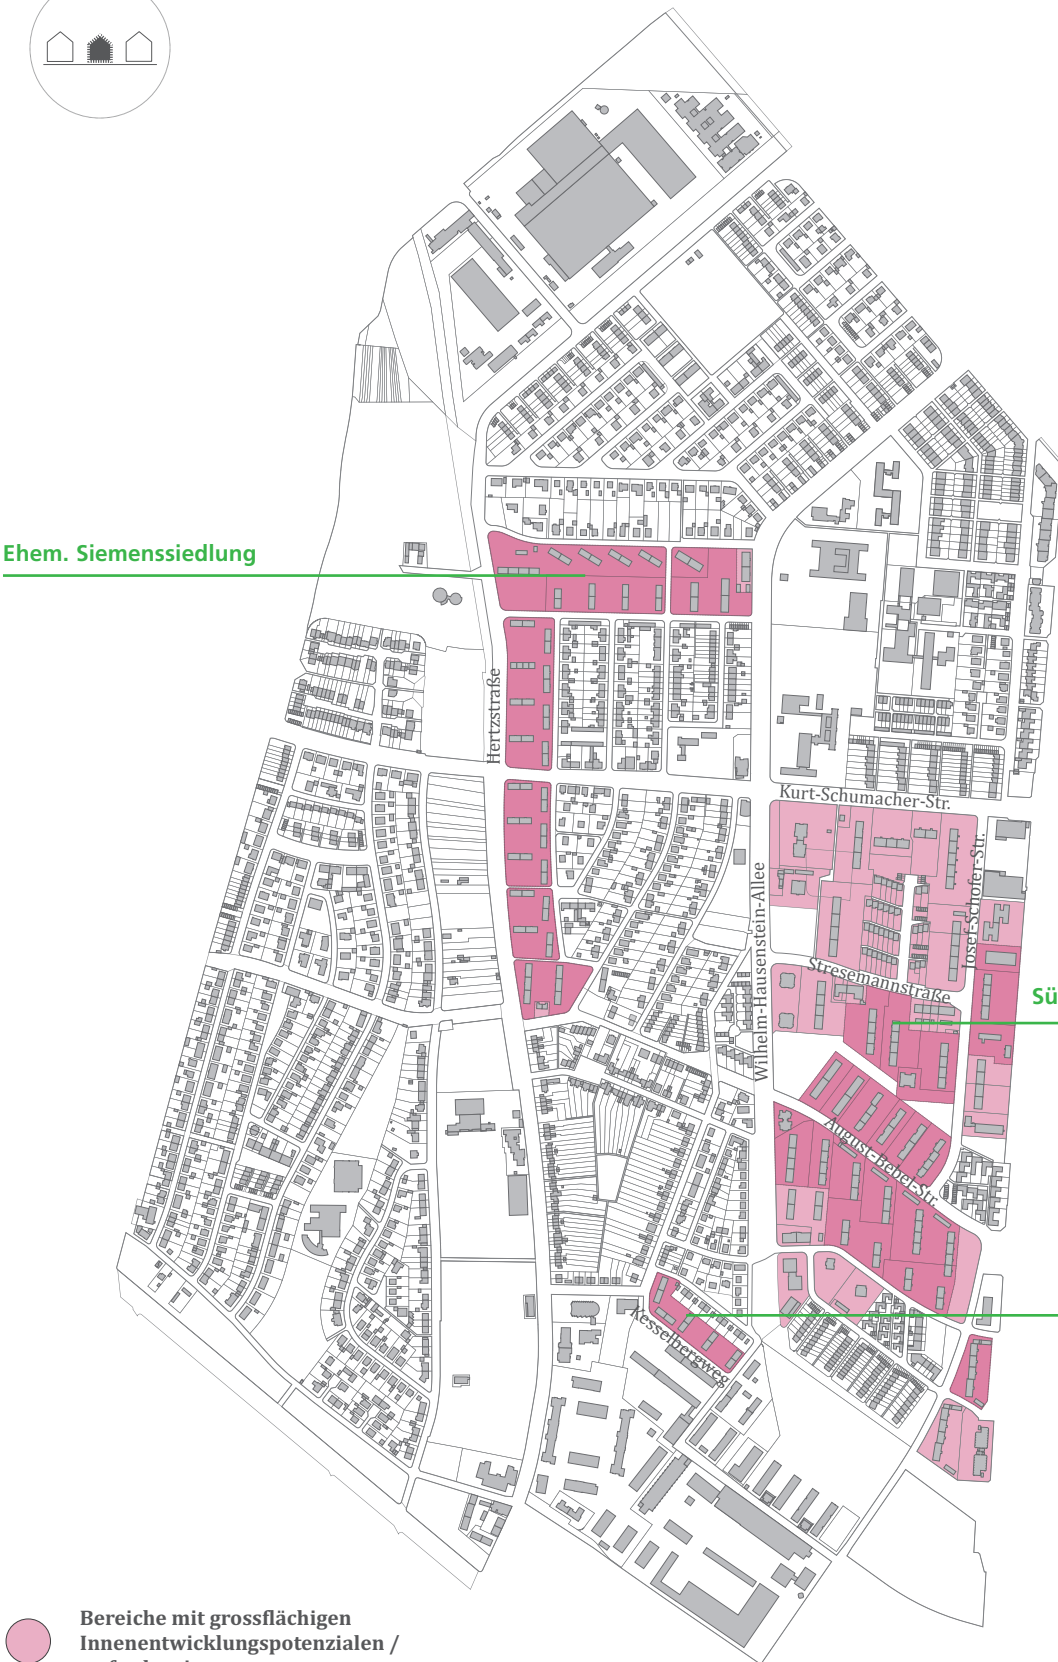 Ehem. Siemenssiedlung
Hertzstraße
Kurt-Schumacher-Str.
Wilhelm-Hausenstein-Allee
Josef-Schofer-Str.
Stresemannstraße
Sü
August-Bebel-Str.
Kesselbergweg
Bereiche mit grossflächigen
Innenentwicklungspotenzialen /